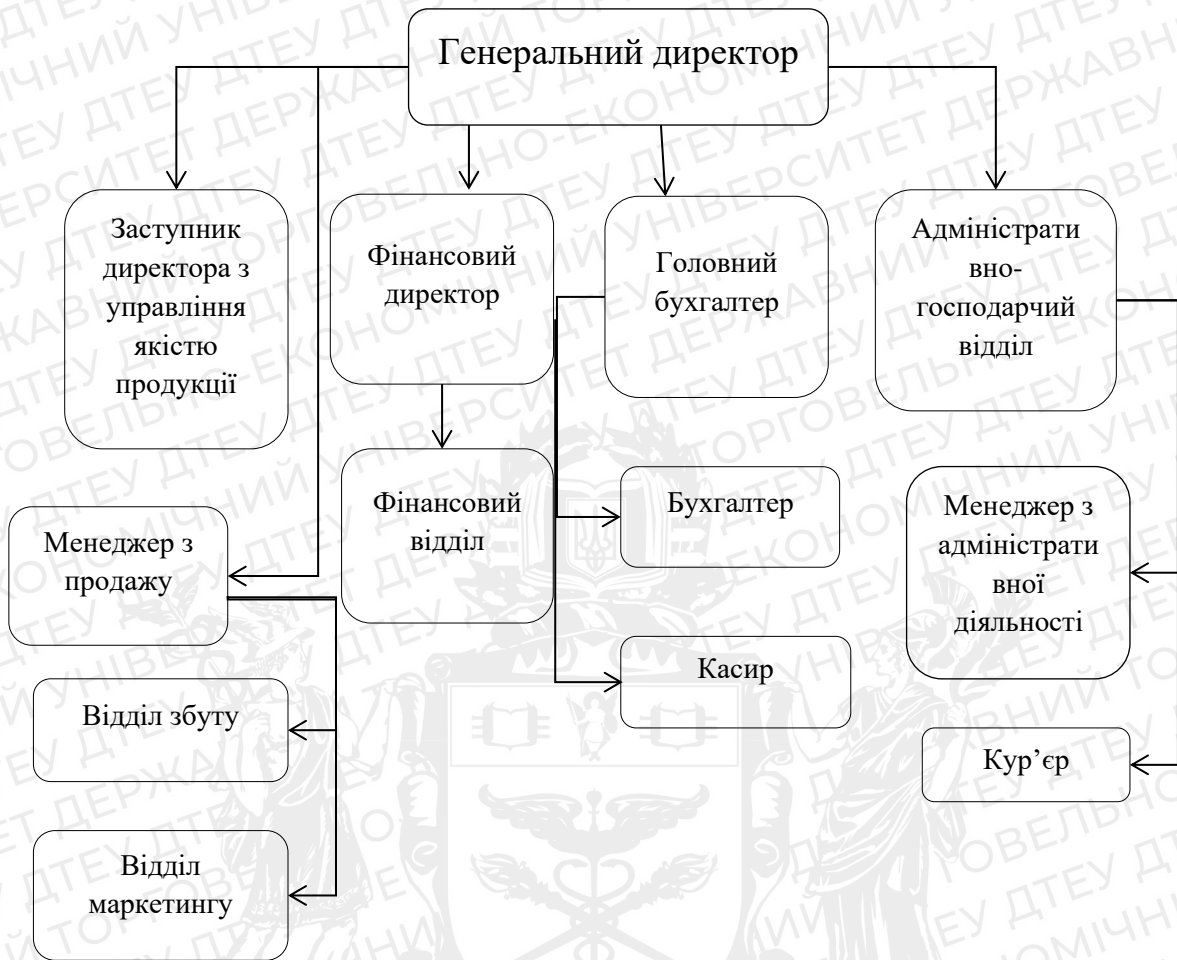 Генеральний директор
Заступник
директора з
управління
якістю
продукції
Фінансовий
директор
Головний
бухгалтер
Адміністрати
вно-
господарчий
відділ
Менеджер з
продажу
Фінансовий
відділ
Бухгалтер
Менеджер з
адміністрати
вної
діяльності
Касир
Відділ збуту
Кур’єр
Відділ
маркетингу